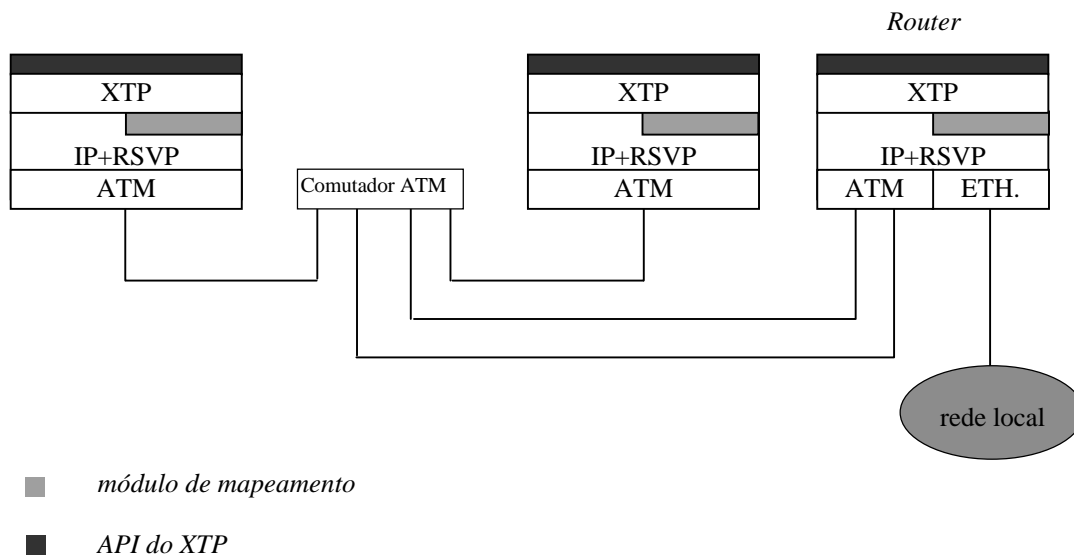 Router
XTP
XTP
XTP
IP+RSVP
IP+RSVP
IP+RSVP
ATM
Comutador ATM
ATM
ATM
ETH.
rede local
módulo de mapeamento
API do XTP